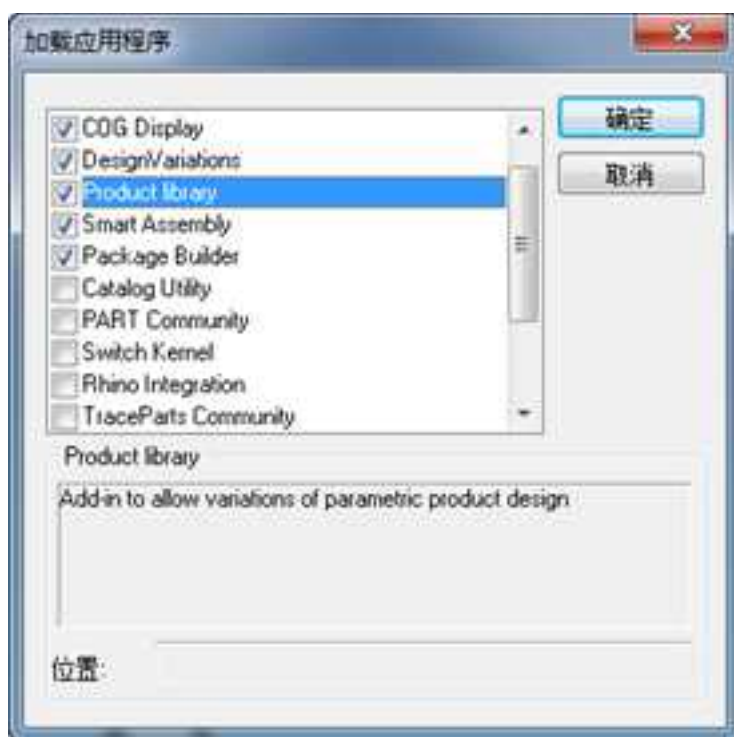 加载应用程序
COG Display
DesignVariations
Product library
Smart Assembly
Package Builder
Catalog Utility
PART Community
Switch Kernel
Rhino Integration
TraceParts Community
确定
取消
Product library
Add-in to allow variations of parametric product design
位置: